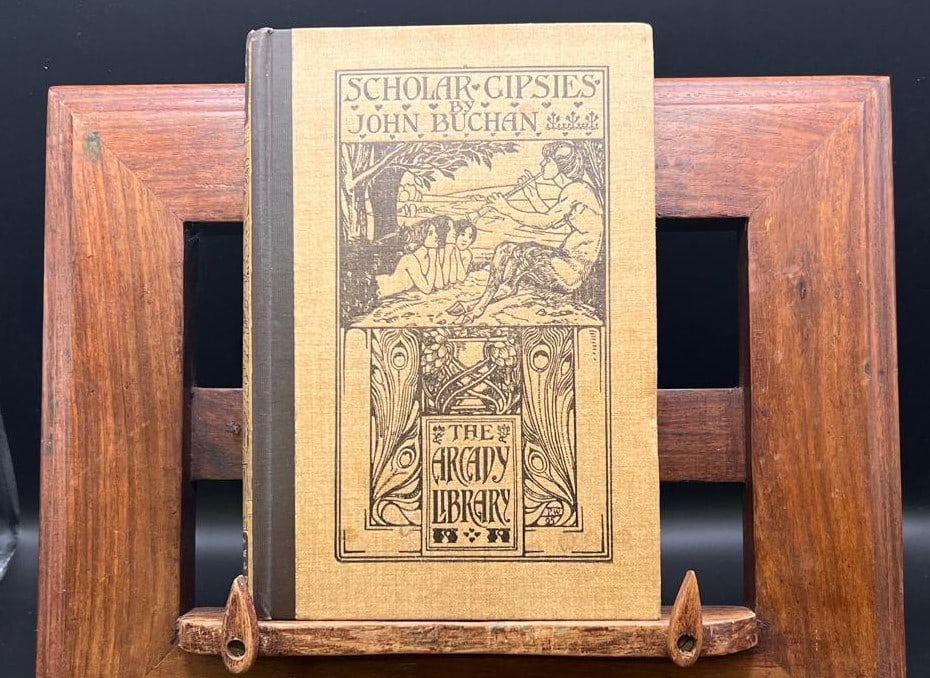 SCHOLAR·GIPSIES·
BY
JOHN BUCHAN
THE
ARCADY
LIBRARY